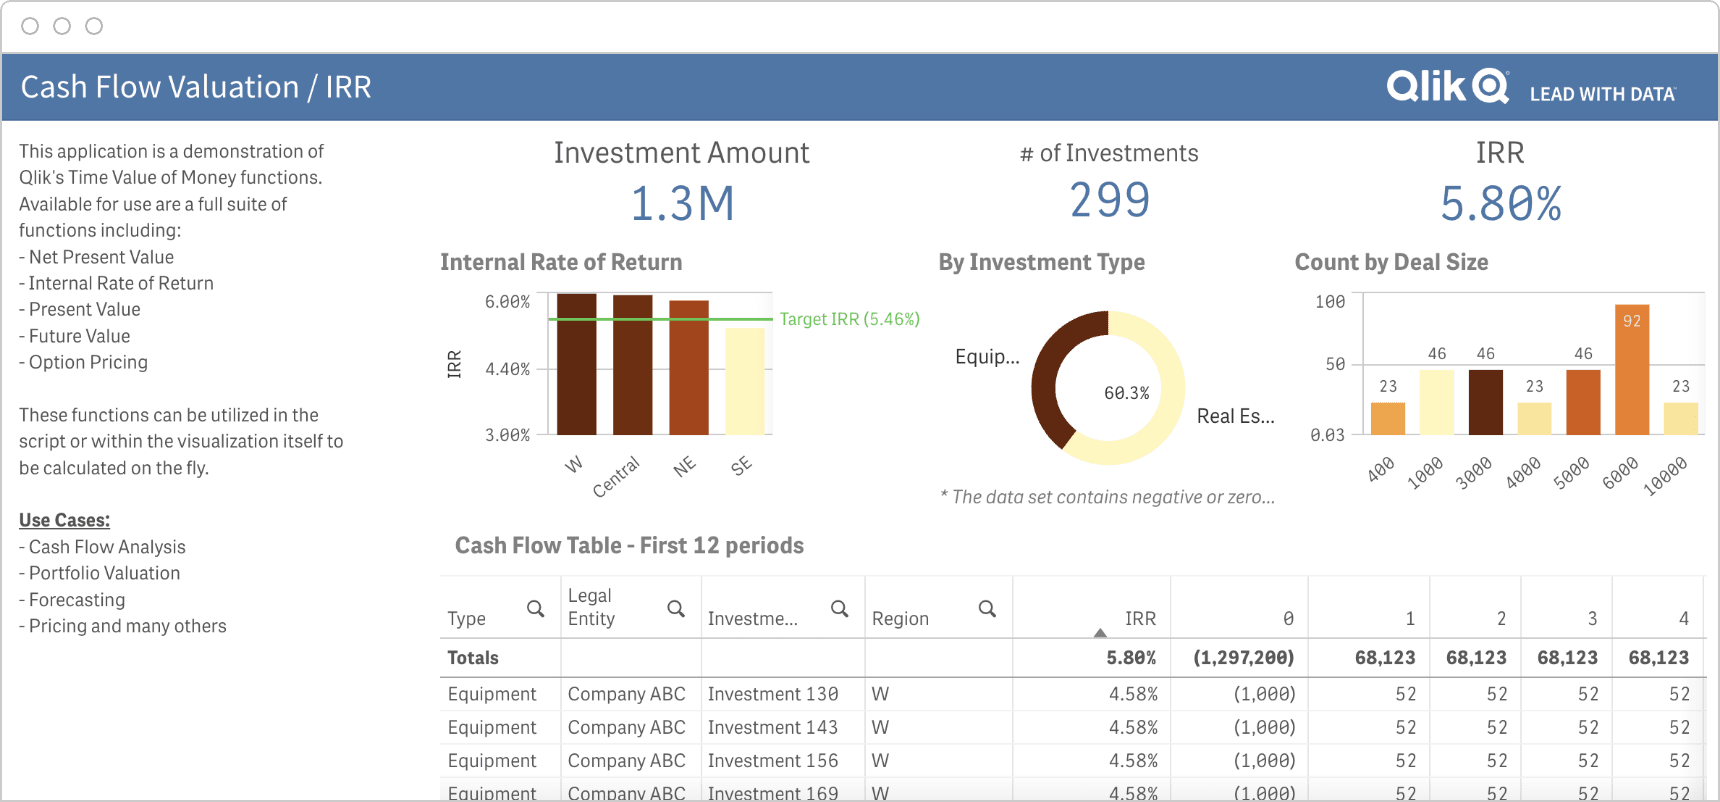 Cash Flow Valuation / IRR
Qlik LEAD WITH DATA™
This application is a demonstration of
Qlik's Time Value of Money functions.
Available for use are a full suite of
functions including:
- Net Present Value
- Internal Rate of Return
- Present Value
- Future Value
- Option Pricing
These functions can be utilized in the
script or within the visualization itself to
be calculated on the fly.
Use Cases:
- Cash Flow Analysis
- Portfolio Valuation
- Forecasting
- Pricing and many others
Investment Amount
1.3M
# of Investments
299
IRR
5.80%
Internal Rate of Return
IRR
6.00%
4.40%
3.00%
Target IRR (5.46%)
W Central NE SE
By Investment Type
Equip...
60.3%
Real Es...
* The data set contains negative or zero...
Count by Deal Size
100
50
0.03
23 46 46 23 46 92 23
400 1000 3000 4000 5000 6000 10000
Cash Flow Table - First 12 periods
Type Legal Entity Investme... Region IRR 0 1 2 3 4
Totals 5.80% (1,297,200) 68,123 68,123 68,123 68,123
Equipment Company ABC Investment 130 W 4.58% (1,000) 52 52 52 52
Equipment Company ABC Investment 143 W 4.58% (1,000) 52 52 52 52
Equipment Company ABC Investment 156 W 4.58% (1,000) 52 52 52 52
Equipment Company ABC Investment 169 W 4.58% (1,000) 52 52 52 52